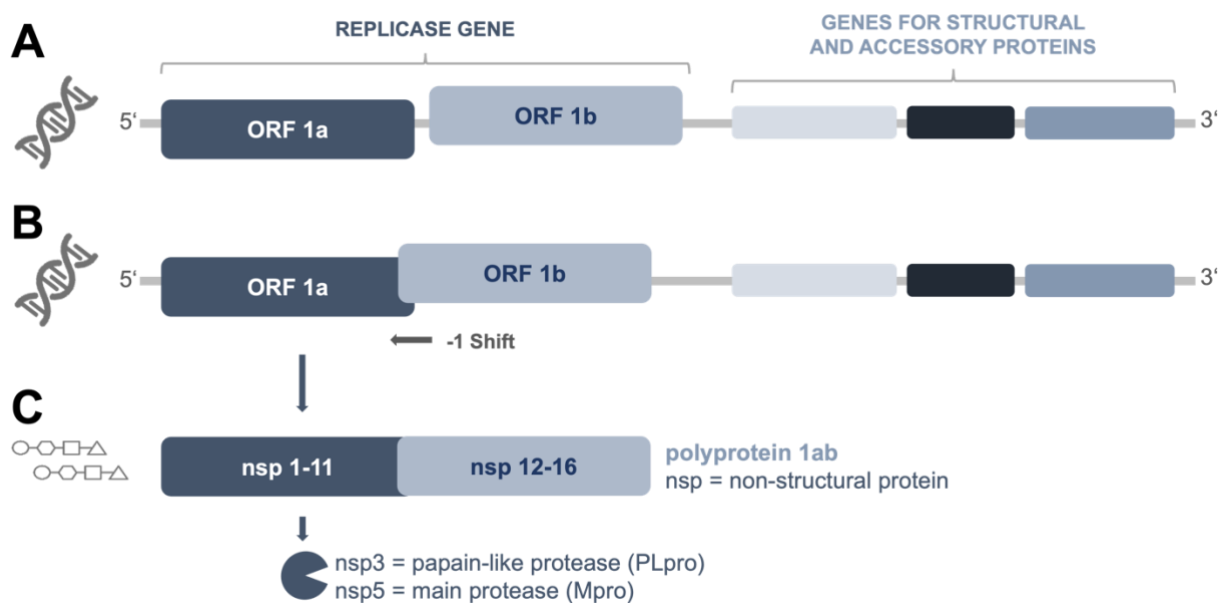 A
REPLICASE GENE
GENES FOR STRUCTURAL
AND ACCESSORY PROTEINS
5‘
ORF 1a
ORF 1b
3‘
B
5‘
ORF 1a
ORF 1b
3‘
-1 Shift
C
nsp 1-11
nsp 12-16
polyprotein 1ab
nsp = non-structural protein
nsp3 = papain-like protease (PLpro)
nsp5 = main protease (Mpro)